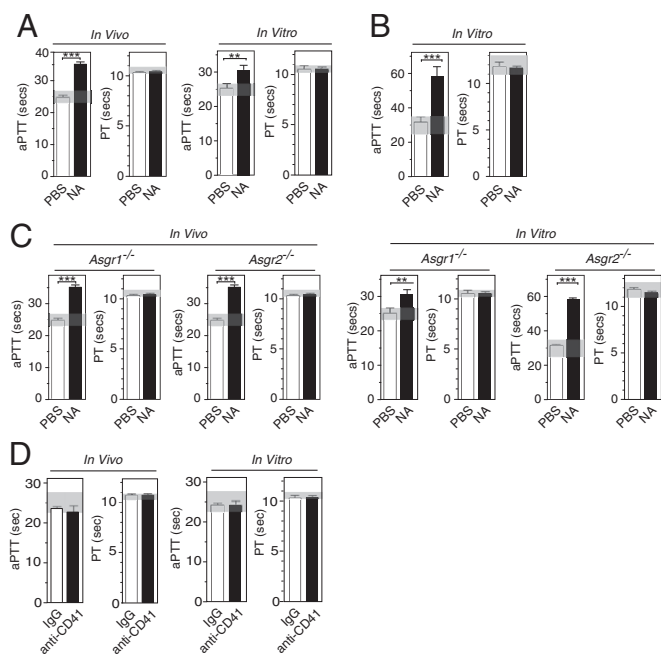 A
In Vivo
In Vitro
B
In Vitro
aPTT (secs)
40
30
20
10
0
***
PBS
NA
PT (secs)
10
5
0
PBS
NA
aPTT (secs)
30
20
10
0
**
PBS
NA
PT (secs)
10
5
0
PBS
NA
aPTT (secs)
60
40
20
0
***
PBS
NA
PT (secs)
10
5
0
PBS
NA
C
In Vivo
Asgr1-/-
Asgr2-/-
In Vitro
Asgr1-/-
Asgr2-/-
aPTT (secs)
30
20
10
0
***
PBS
NA
PT (secs)
10
5
0
PBS
NA
aPTT (secs)
30
20
10
0
***
PBS
NA
PT (secs)
10
5
0
PBS
NA
aPTT (secs)
30
20
10
0
**
PBS
NA
PT (secs)
10
5
0
PBS
NA
aPTT (secs)
60
40
20
0
***
PBS
NA
PT (secs)
10
5
0
PBS
NA
D
In Vivo
In Vitro
aPTT (sec)
30
20
10
0
IgG
anti-CD41
PT (sec)
10
5
0
IgG
anti-CD41
aPTT (sec)
30
20
10
0
IgG
anti-CD41
PT (sec)
10
5
0
IgG
anti-CD41